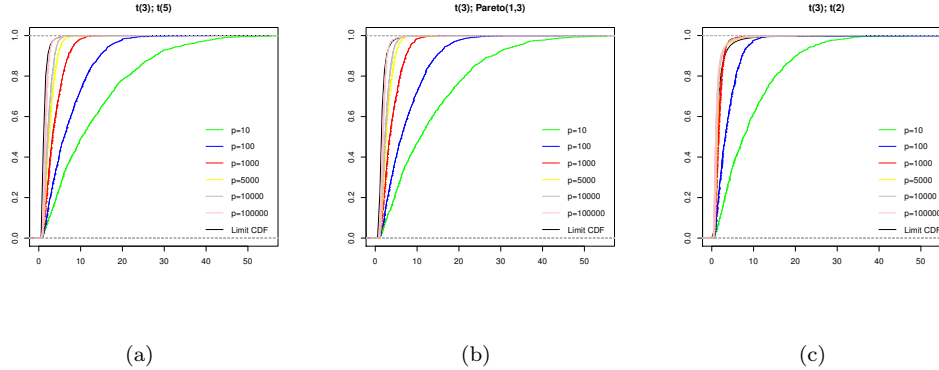 t(3); t(5)
1.0
0.8
0.6
0.4
0.2
0.0
p=10
p=100
p=1000
p=5000
p=10000
p=100000
Limit CDF
0 10 20 30 40 50
(a)
t(3); Pareto(1,3)
1.0
0.8
0.6
0.4
0.2
0.0
p=10
p=100
p=1000
p=5000
p=10000
p=100000
Limit CDF
0 10 20 30 40 50
(b)
t(3); t(2)
1.0
0.8
0.6
0.4
0.2
0.0
p=10
p=100
p=1000
p=5000
p=10000
p=100000
Limit CDF
0 10 20 30 40 50
(c)